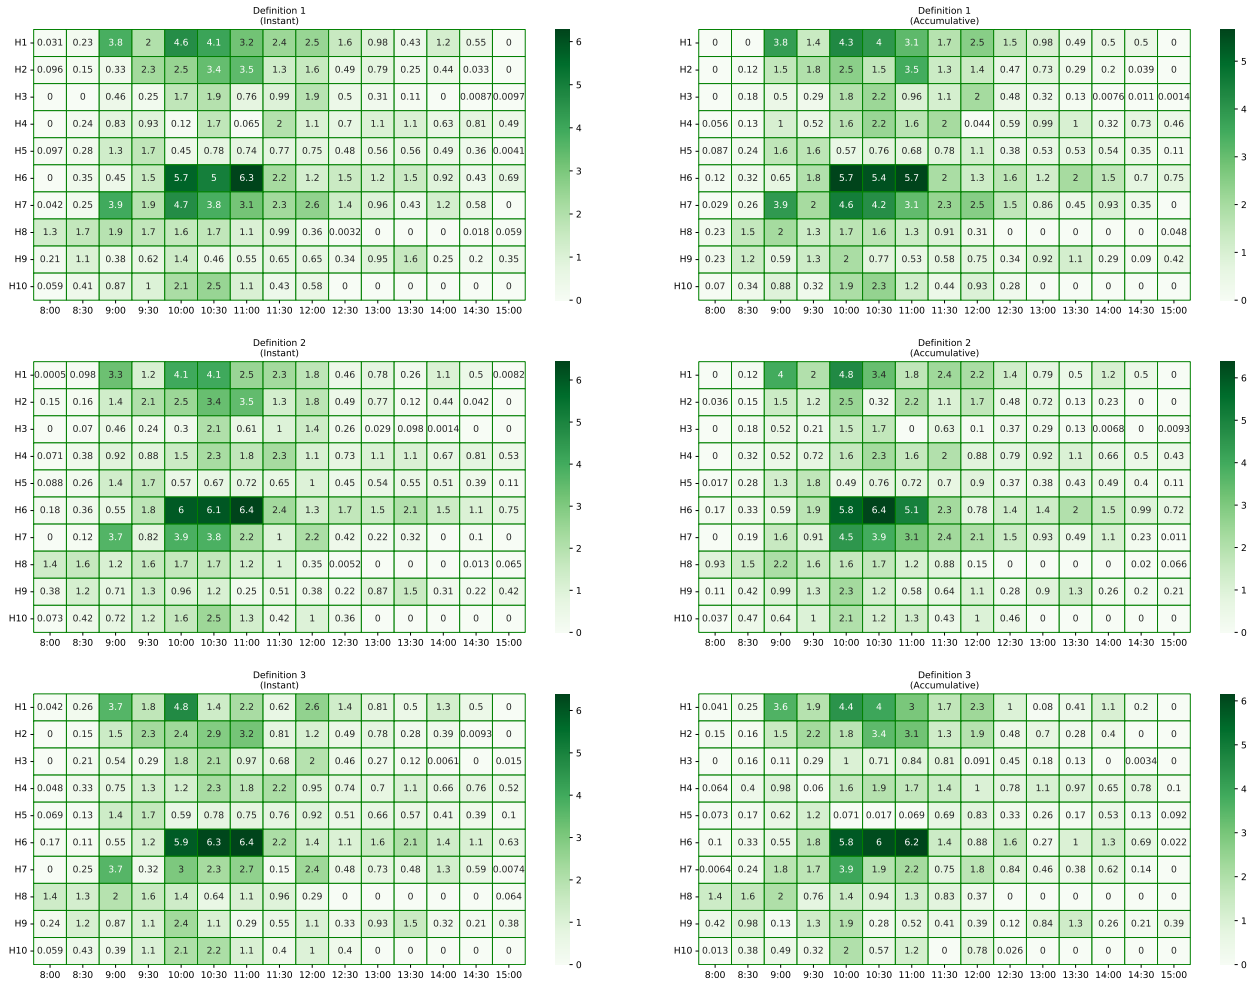 Definition 1
(Instant)
H1 0.031 0.23 3.8 2 4.6 4.1 3.2 2.4 2.5 1.6 0.98 0.43 1.2 0.55 0
H2 0.096 0.15 0.33 2.3 2.5 3.4 3.5 1.3 1.6 0.49 0.79 0.25 0.44 0.033 0
H3 0 0 0.46 0.25 1.7 1.9 0.76 0.99 1.9 0.5 0.31 0.11 0 0.0087 0.0097
H4 0 0.24 0.83 0.93 0.12 1.7 0.065 2 1.1 0.7 1.1 1.1 0.63 0.81 0.49
H5 0.097 0.28 1.3 1.7 0.45 0.78 0.74 0.77 0.75 0.48 0.56 0.56 0.49 0.36 0.0041
H6 0 0.35 0.45 1.5 5.7 5 6.3 2.2 1.2 1.5 1.2 1.5 0.92 0.43 0.69
H7 0.042 0.25 3.9 1.9 4.7 3.8 3.1 2.3 2.6 1.4 0.96 0.43 1.2 0.58 0
H8 1.3 1.7 1.9 1.7 1.6 1.7 1.1 0.99 0.36 0.0032 0 0 0 0.018 0.059
H9 0.21 1.1 0.38 0.62 1.4 0.46 0.55 0.65 0.65 0.34 0.95 1.6 0.25 0.2 0.35
H10 0.059 0.41 0.87 1 2.1 2.5 1.1 0.43 0.58 0 0 0 0 0 0
8:00 8:30 9:00 9:30 10:00 10:30 11:00 11:30 12:00 12:30 13:00 13:30 14:00 14:30 15:00
6
5
4
3
2
1
0
Definition 1
(Accumulative)
H1 0 0 3.8 1.4 4.3 4 3.1 1.7 2.5 1.5 0.98 0.49 0.5 0.5 0
H2 0 0.12 1.5 1.8 2.5 1.5 3.5 1.3 1.4 0.47 0.73 0.29 0.2 0.039 0
H3 0 0.18 0.5 0.29 1.8 2.2 0.96 1.1 2 0.48 0.32 0.13 0.0076 0.011 0.0014
H4 0.056 0.13 1 0.52 1.6 2.2 1.6 2 0.044 0.59 0.99 1 0.32 0.73 0.46
H5 0.087 0.24 1.6 1.6 0.57 0.76 0.68 0.78 1.1 0.38 0.53 0.53 0.54 0.35 0.11
H6 0.12 0.32 0.65 1.8 5.7 5.4 5.7 2 1.3 1.6 1.2 2 1.5 0.7 0.75
H7 0.029 0.26 3.9 2 4.6 4.2 3.1 2.3 2.5 1.5 0.86 0.45 0.93 0.35 0
H8 0.23 1.5 2 1.3 1.7 1.6 1.3 0.91 0.31 0 0 0 0 0 0.048
H9 0.23 1.2 0.59 1.3 2 0.77 0.53 0.58 0.75 0.34 0.92 1.1 0.29 0.09 0.42
H10 0.07 0.34 0.88 0.32 1.9 2.3 1.2 0.44 0.93 0.28 0 0 0 0 0
8:00 8:30 9:00 9:30 10:00 10:30 11:00 11:30 12:00 12:30 13:00 13:30 14:00 14:30 15:00
5
4
3
2
1
0
Definition 2
(Instant)
H1 0.0005 0.098 3.3 1.2 4.1 4.1 2.5 2.3 1.8 0.46 0.78 0.26 1.1 0.5 0.0082
H2 0.15 0.16 1.4 2.1 2.5 3.4 3.5 1.3 1.8 0.49 0.77 0.12 0.44 0.042 0
H3 0 0.07 0.46 0.24 0.3 2.1 0.61 1 1.4 0.26 0.029 0.098 0.0014 0 0
H4 0.071 0.38 0.92 0.88 1.5 2.3 1.8 2.3 1.1 0.73 1.1 1.1 0.67 0.81 0.53
H5 0.088 0.26 1.4 1.7 0.57 0.67 0.72 0.65 1 0.45 0.54 0.55 0.51 0.39 0.11
H6 0.18 0.36 0.55 1.8 6 6.1 6.4 2.4 1.3 1.7 1.5 2.1 1.5 1.1 0.75
H7 0 0.12 3.7 0.82 3.9 3.8 2.2 1 2.2 0.42 0.22 0.32 0 0.1 0
H8 1.4 1.6 1.2 1.6 1.7 1.7 1.2 1 0.35 0.0052 0 0 0 0.013 0.065
H9 0.38 1.2 0.71 1.3 0.96 1.2 0.25 0.51 0.38 0.22 0.87 1.5 0.31 0.22 0.42
H10 0.073 0.42 0.72 1.2 1.6 2.5 1.3 0.42 1 0.36 0 0 0 0 0
8:00 8:30 9:00 9:30 10:00 10:30 11:00 11:30 12:00 12:30 13:00 13:30 14:00 14:30 15:00
6
5
4
3
2
1
0
Definition 2
(Accumulative)
H1 0 0.12 4 2 4.8 3.4 1.8 2.4 2.2 1.4 0.79 0.5 1.2 0.5 0
H2 0.036 0.15 1.5 1.2 2.5 0.32 2.2 1.1 1.7 0.48 0.72 0.13 0.23 0 0
H3 0 0.18 0.52 0.21 1.5 1.7 0 0.63 0.1 0.37 0.29 0.13 0.0068 0 0.0093
H4 0 0.32 0.52 0.72 1.6 2.3 1.6 2 0.88 0.79 0.92 1.1 0.66 0.5 0.43
H5 0.017 0.28 1.3 1.8 0.49 0.76 0.72 0.7 0.9 0.37 0.38 0.43 0.49 0.4 0.11
H6 0.17 0.33 0.59 1.9 5.8 6.4 5.1 2.3 0.78 1.4 1.4 2 1.5 0.99 0.72
H7 0 0.19 1.6 0.91 4.5 3.9 3.1 2.4 2.1 1.5 0.93 0.49 1.1 0.23 0.011
H8 0.93 1.5 2.2 1.6 1.6 1.7 1.2 0.88 0.15 0 0 0 0 0.02 0.066
H9 0.11 0.42 0.99 1.3 2.3 1.2 0.58 0.64 1.1 0.28 0.9 1.3 0.26 0.2 0.21
H10 0.037 0.47 0.64 1 2.1 1.2 1.3 0.43 1 0.46 0 0 0 0 0
8:00 8:30 9:00 9:30 10:00 10:30 11:00 11:30 12:00 12:30 13:00 13:30 14:00 14:30 15:00
6
5
4
3
2
1
0
Definition 3
(Instant)
H1 0.042 0.26 3.7 1.8 4.8 1.4 2.2 0.62 2.6 1.4 0.81 0.5 1.3 0.5 0
H2 0 0.15 1.5 2.3 2.4 2.9 3.2 0.81 1.2 0.49 0.78 0.28 0.39 0.0093 0
H3 0 0.21 0.54 0.29 1.8 2.1 0.97 0.68 2 0.46 0.27 0.12 0.0061 0 0.015
H4 0.048 0.33 0.75 1.3 1.2 2.3 1.8 2.2 0.95 0.74 0.7 1.1 0.66 0.76 0.52
H5 0.069 0.13 1.4 1.7 0.59 0.78 0.75 0.76 0.92 0.51 0.66 0.57 0.51 0.39 0.1
H6 0.17 0.11 0.55 1.2 5.9 6.3 6.4 2.2 1.4 1.1 1.6 2.1 1.4 1.1 0.63
H7 0 0.25 3.7 0.32 3 2.4 2.7 0.15 2.4 0.48 0.73 0.48 1.3 0.59 0.0074
H8 1.4 1.3 2 1.6 1.4 0.64 1.1 0.96 0.29 0 0 0 0 0 0.064
H9 0.24 1.2 0.87 1.1 2.4 1.1 0.29 0.55 1.1 0.33 0.93 1.5 0.32 0.21 0.38
H10 0.059 0.43 0.39 1.1 2.1 2.2 1.1 0.4 1 0.4 0 0 0 0 0
8:00 8:30 9:00 9:30 10:00 10:30 11:00 11:30 12:00 12:30 13:00 13:30 14:00 14:30 15:00
6
5
4
3
2
1
0
Definition 3
(Accumulative)
H1 0.041 0.25 3.6 1.9 4.4 4 3 1.7 2.3 1 0.08 0.41 1.1 0.2 0
H2 0.15 0.16 1.5 2.2 1.8 3.4 3.1 1.3 1.9 0.48 0.7 0.28 0.4 0 0
H3 0 0.16 0.11 0.29 1 0.71 0.84 0.81 0.091 0.45 0.18 0.13 0 0.0034 0
H4 0.064 0.4 0.98 0.06 1.6 1.9 1.7 1.4 1 0.78 1.1 0.97 0.65 0.78 0.1
H5 0.073 0.17 0.62 1.2 0.071 0.017 0.069 0.69 0.83 0.33 0.26 0.17 0.53 0.13 0.092
H6 0.1 0.33 0.55 1.8 5.8 6 6.2 1.4 0.88 1.6 0.27 1 1.3 0.69 0.022
H7 0.0064 0.24 1.8 1.7 3.9 1.9 2.2 0.75 1.8 0.84 0.46 0.38 0.62 0.14 0
H8 1.4 1.6 2 0.76 1.4 0.94 1.3 0.83 0.37 0 0 0 0 0 0
H9 0.42 0.98 0.13 1.3 1.9 0.28 0.52 0.41 0.39 0.12 0.84 1.3 0.26 0.21 0.39
H10 0.013 0.38 0.49 0.32 2 0.57 1.2 0 0.78 0.026 0 0 0 0 0
8:00 8:30 9:00 9:30 10:00 10:30 11:00 11:30 12:00 12:30 13:00 13:30 14:00 14:30 15:00
6
5
4
3
2
1
0